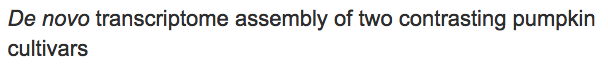 De novo transcriptome assembly of two contrasting pumpkin
cultivars